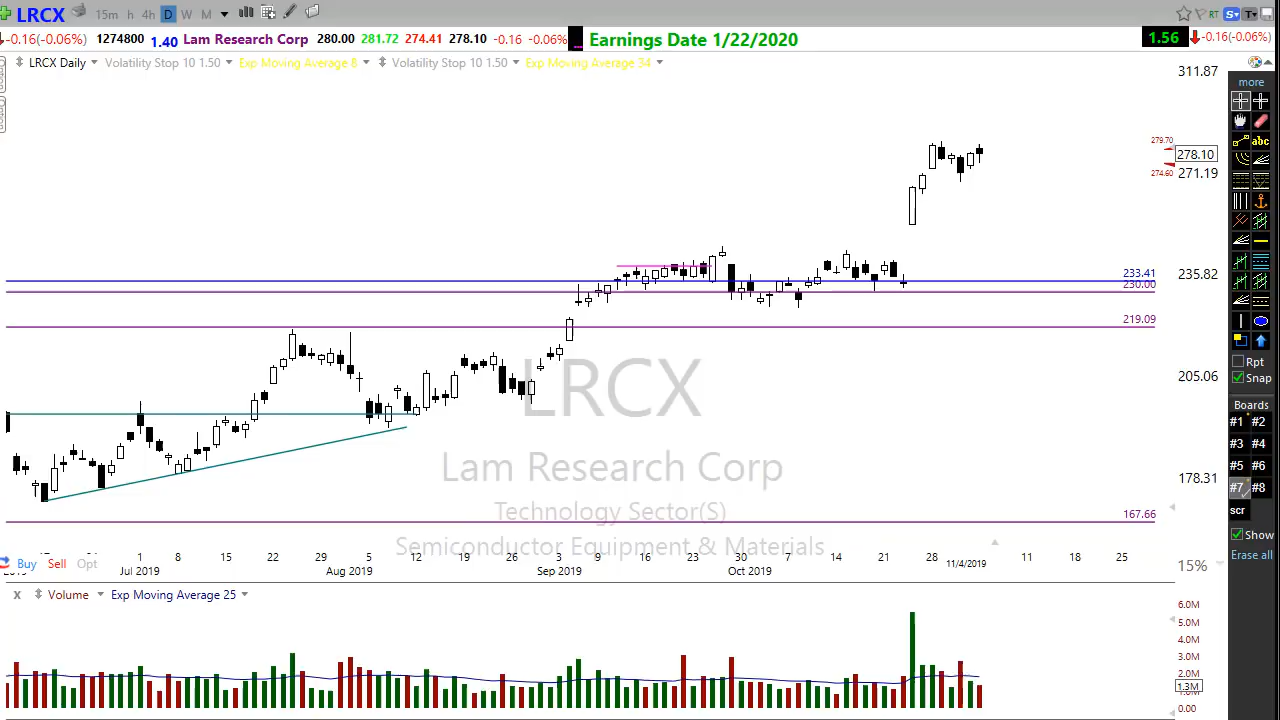 LRCX 15m h 4h D W M RT S T
-0.16(-0.06%) 1274800 1.40 Lam Research Corp 280.00 281.72 274.41 278.10 -0.16 -0.06% Earnings Date 1/22/2020 1.56 -0.16(-0.06%)
LRCX Daily Volatility Stop 10 1.50 Exp Moving Average 8 Volatility Stop 10 1.50 Exp Moving Average 34
311.87
more
abc
279.70
278.10
274.60
271.19
233.41
235.82
230.00
219.09
Rpt
LRCX
205.06
Snap
Boards
#1 #2
#3 #4
Lam Research Corp
#5 #6
178.31
#7 #8
Technology Sector(S)
167.66
scr
Semiconductor Equipment & Materials
Show
1 8 15 22 29 5 12 19 26 3 9 16 23 30 7 14 21 28 11 18 25
Erase all
Buy Sell Opt
15%
Jul 2019 Aug 2019 Sep 2019 Oct 2019 11/4/2019
x Volume Exp Moving Average 25
6.0M
5.0M
4.0M
3.0M
2.0M
1.3M
0.00